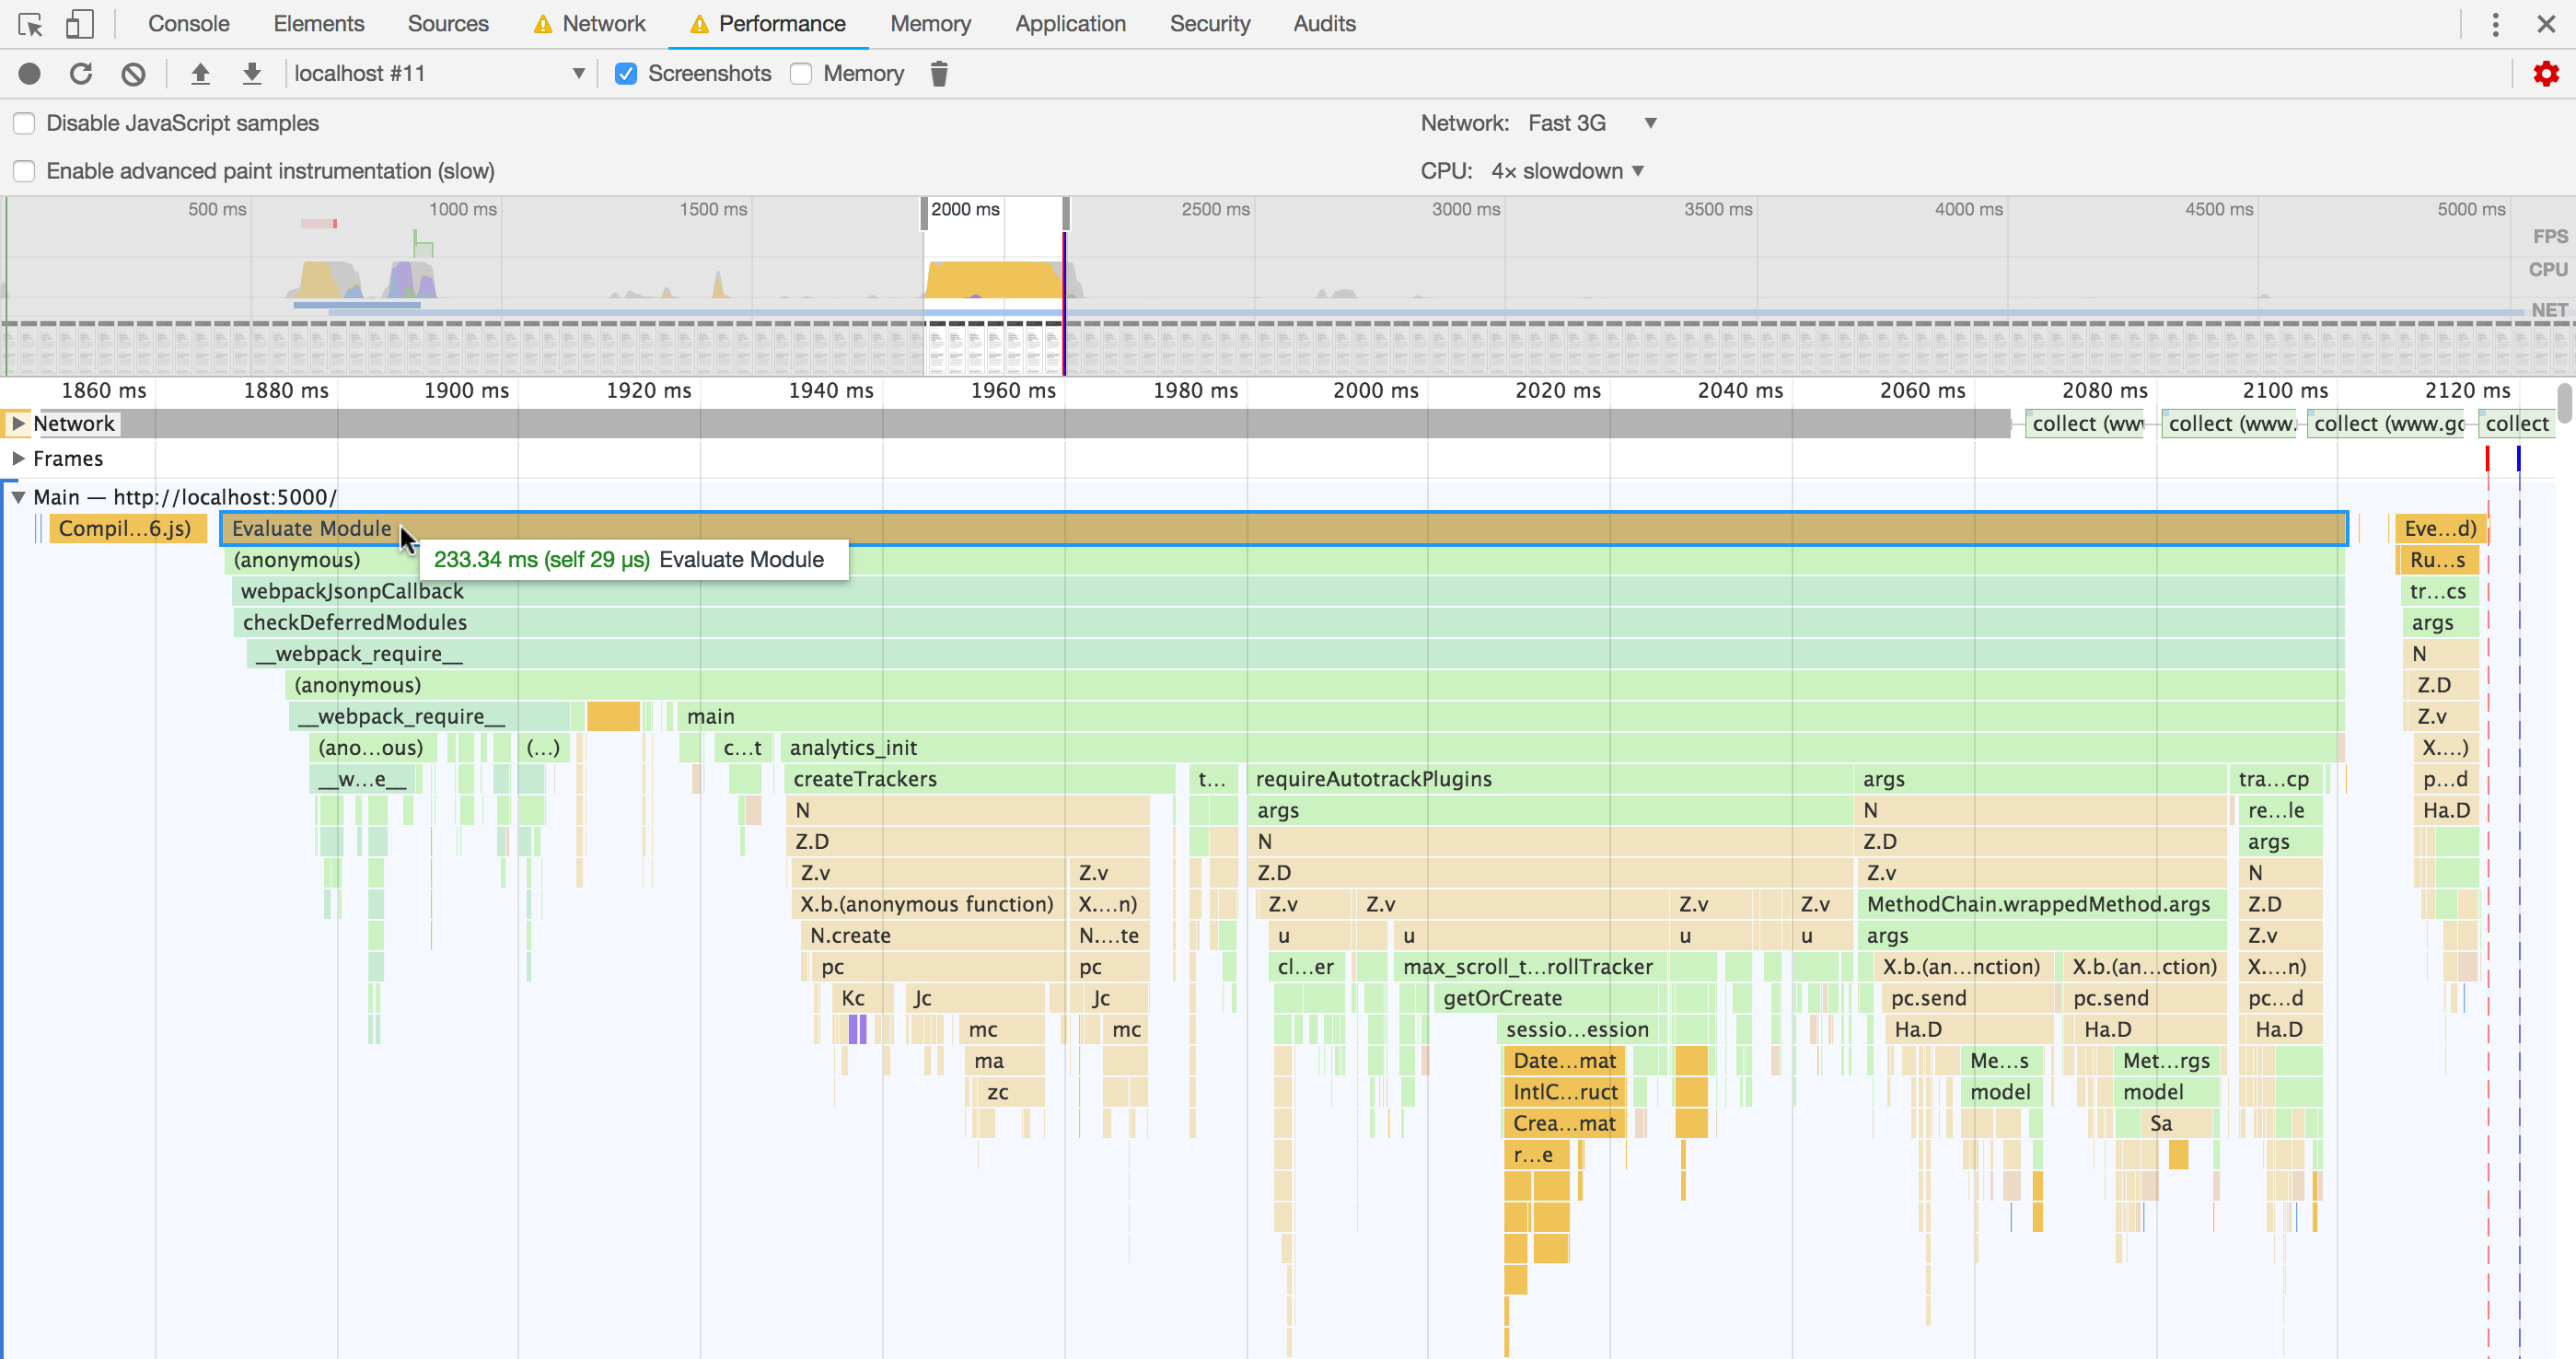 Console Elements Sources Network Performance Memory Application Security Audits
localhost #11 Screenshots Memory
Disable JavaScript samples Network: Fast 3G
Enable advanced paint instrumentation (slow) CPU: 4× slowdown
500 ms 1000 ms 1500 ms 2000 ms 2500 ms 3000 ms 3500 ms 4000 ms 4500 ms 5000 ms
FPS
CPU
NET
1860 ms 1880 ms 1900 ms 1920 ms 1940 ms 1960 ms 1980 ms 2000 ms 2020 ms 2040 ms 2060 ms 2080 ms 2100 ms 2120 ms
Network collect (ww collect (www. collect (www.go collect
Frames
Main — http://localhost:5000/
Compil...6.js) Evaluate Module Eve...d)
(anonymous) 233.34 ms (self 29 μs) Evaluate Module Ru...s
webpackJsonpCallback tr...cs
checkDeferredModules args
__webpack_require__ N
(anonymous) Z.D
__webpack_require__ main Z.v
(ano...ous) (...) c...t analytics_init X....)
__w...e__ createTrackers t... requireAutotrackPlugins args tra...cp p...d
N args N re...le Ha.D
Z.D N Z.D args
Z.v Z.v Z.D Z.v N
X.b.(anonymous function) X....n) Z.v Z.v Z.v Z.v MethodChain.wrappedMethod.args Z.D
N.create N....te u u u u args Z.v
pc pc cl...er max_scroll_t...rollTracker X.b.(an...nction) X.b.(an...ction) X....n)
Kc Jc Jc getOrCreate pc.send pc.send pc...d
mc mc sessio...ession Ha.D Ha.D Ha.D
ma Date...mat Me...s Met...rgs
zc IntlC...ruct model model
Crea...mat Sa
r...e